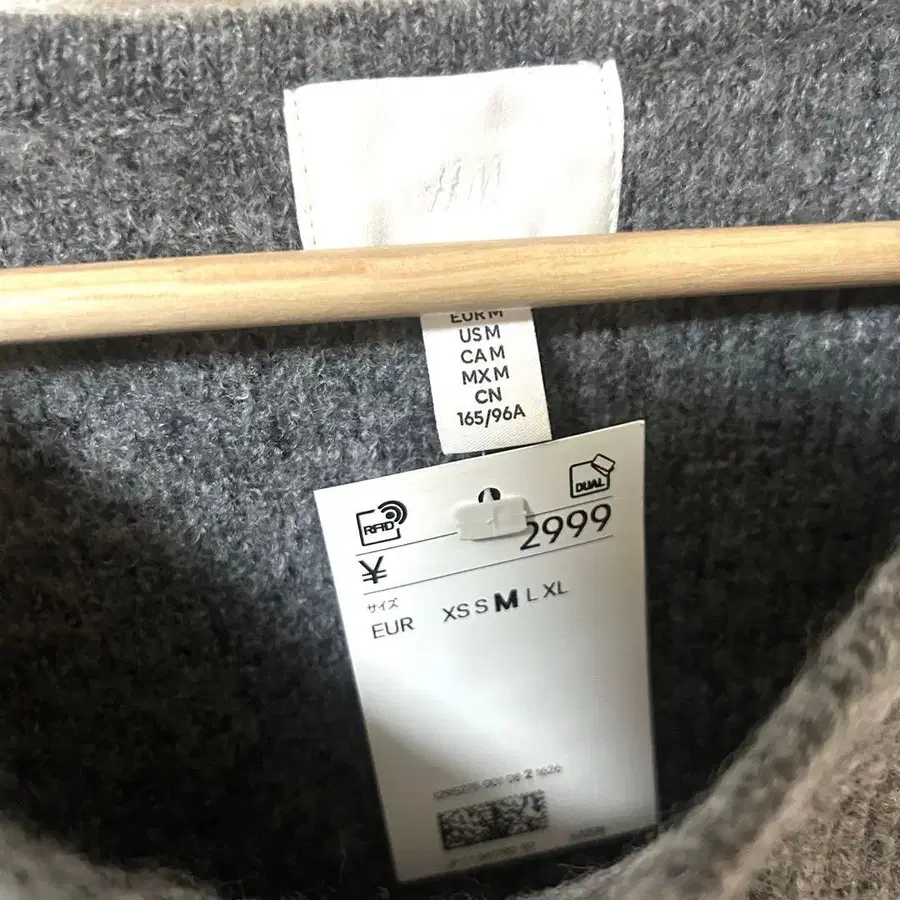 H&M
EUR M
US M
CA M
MX M
CN
165/96A
RFID
DUAL
¥ 2999
サイズ
EUR XS S M L XL